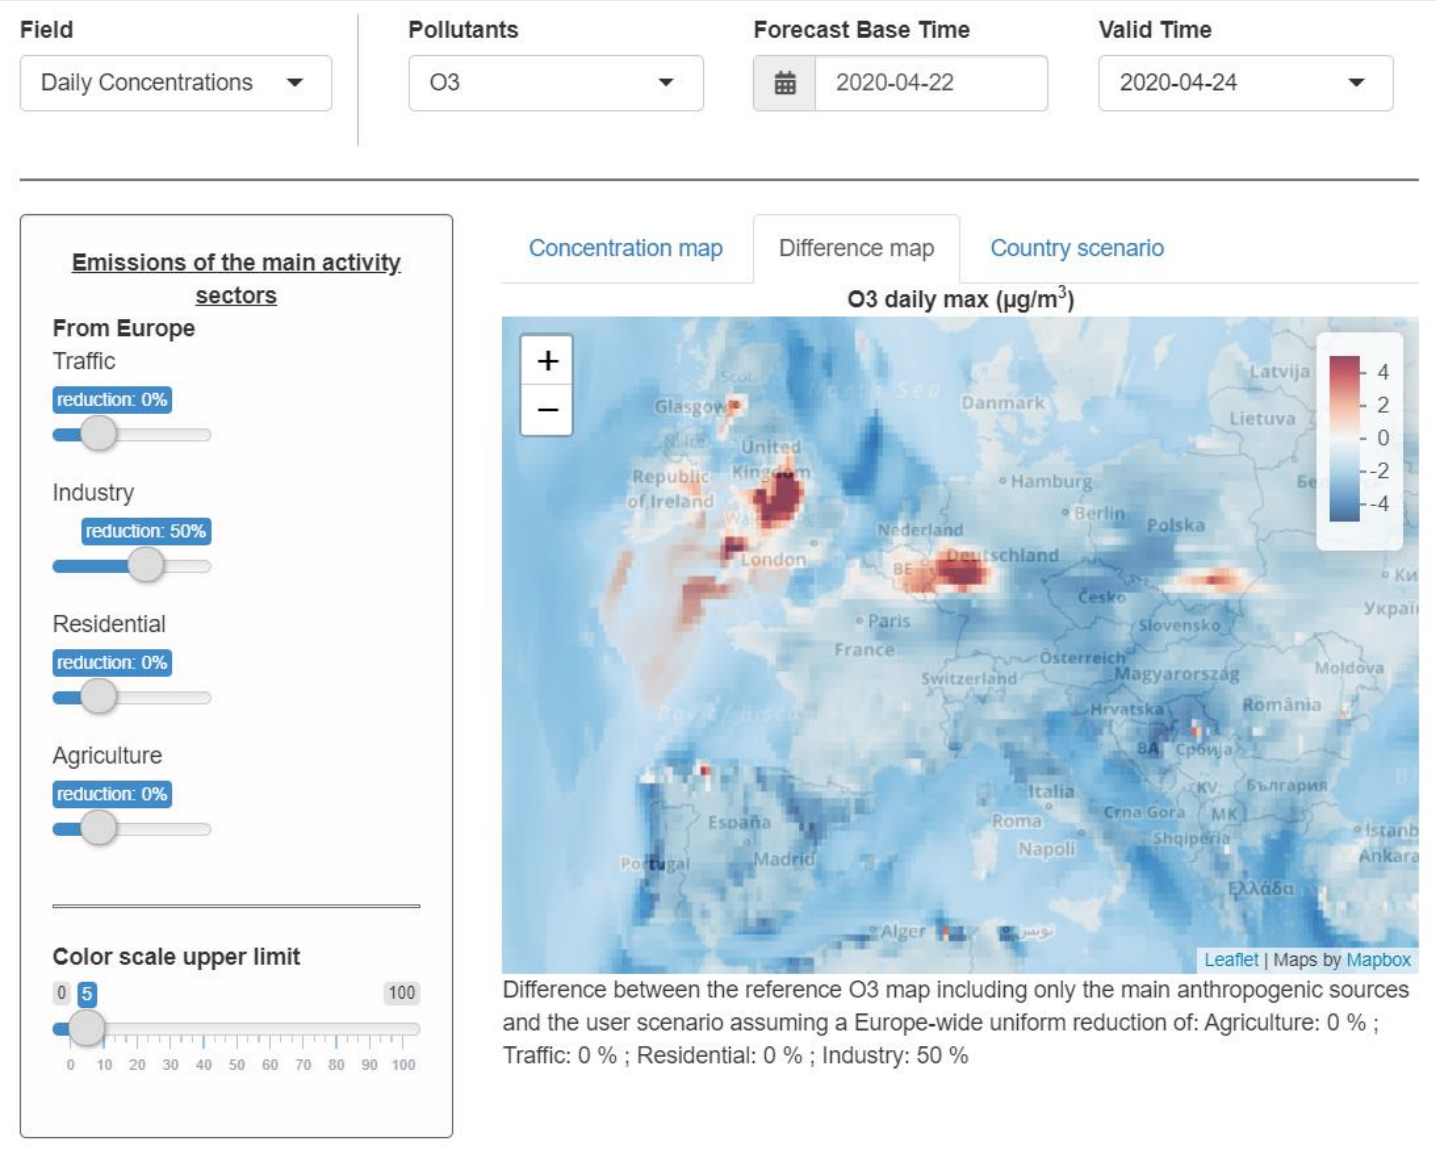 Field
Pollutants
Forecast Base Time
Valid Time
Daily Concentrations
O3
2020-04-22
2020-04-24
Emissions of the main activity
sectors
From Europe
Traffic
reduction: 0%
Industry
reduction: 50%
Residential
reduction: 0%
Agriculture
reduction: 0%
Color scale upper limit
0 5 100
0 10 20 30 40 50 60 70 80 90 100
Concentration map
Difference map
Country scenario
O3 daily max (µg/m³)
+
−
4
2
0
-2
-4
Latvija
Lietuva
Danmark
Glasgow
United
Kingdom
Republic
of Ireland
Hamburg
Berlin
Polska
Nederland
Deutschland
London
BE
Česko
Paris
Slovensko
France
Österreich
Moldova
Switzerland
Magyarország
Hrvatska
România
BA
Србија
KV
България
Italia
Crna Gora
MK
Roma
Shqipëria
Napoli
España
Portugal
Madrid
Ankara
Ελλάδα
Alger
تونس
Leaflet | Maps by Mapbox
Difference between the reference O3 map including only the main anthropogenic sources
and the user scenario assuming a Europe-wide uniform reduction of: Agriculture: 0 % ;
Traffic: 0 % ; Residential: 0 % ; Industry: 50 %